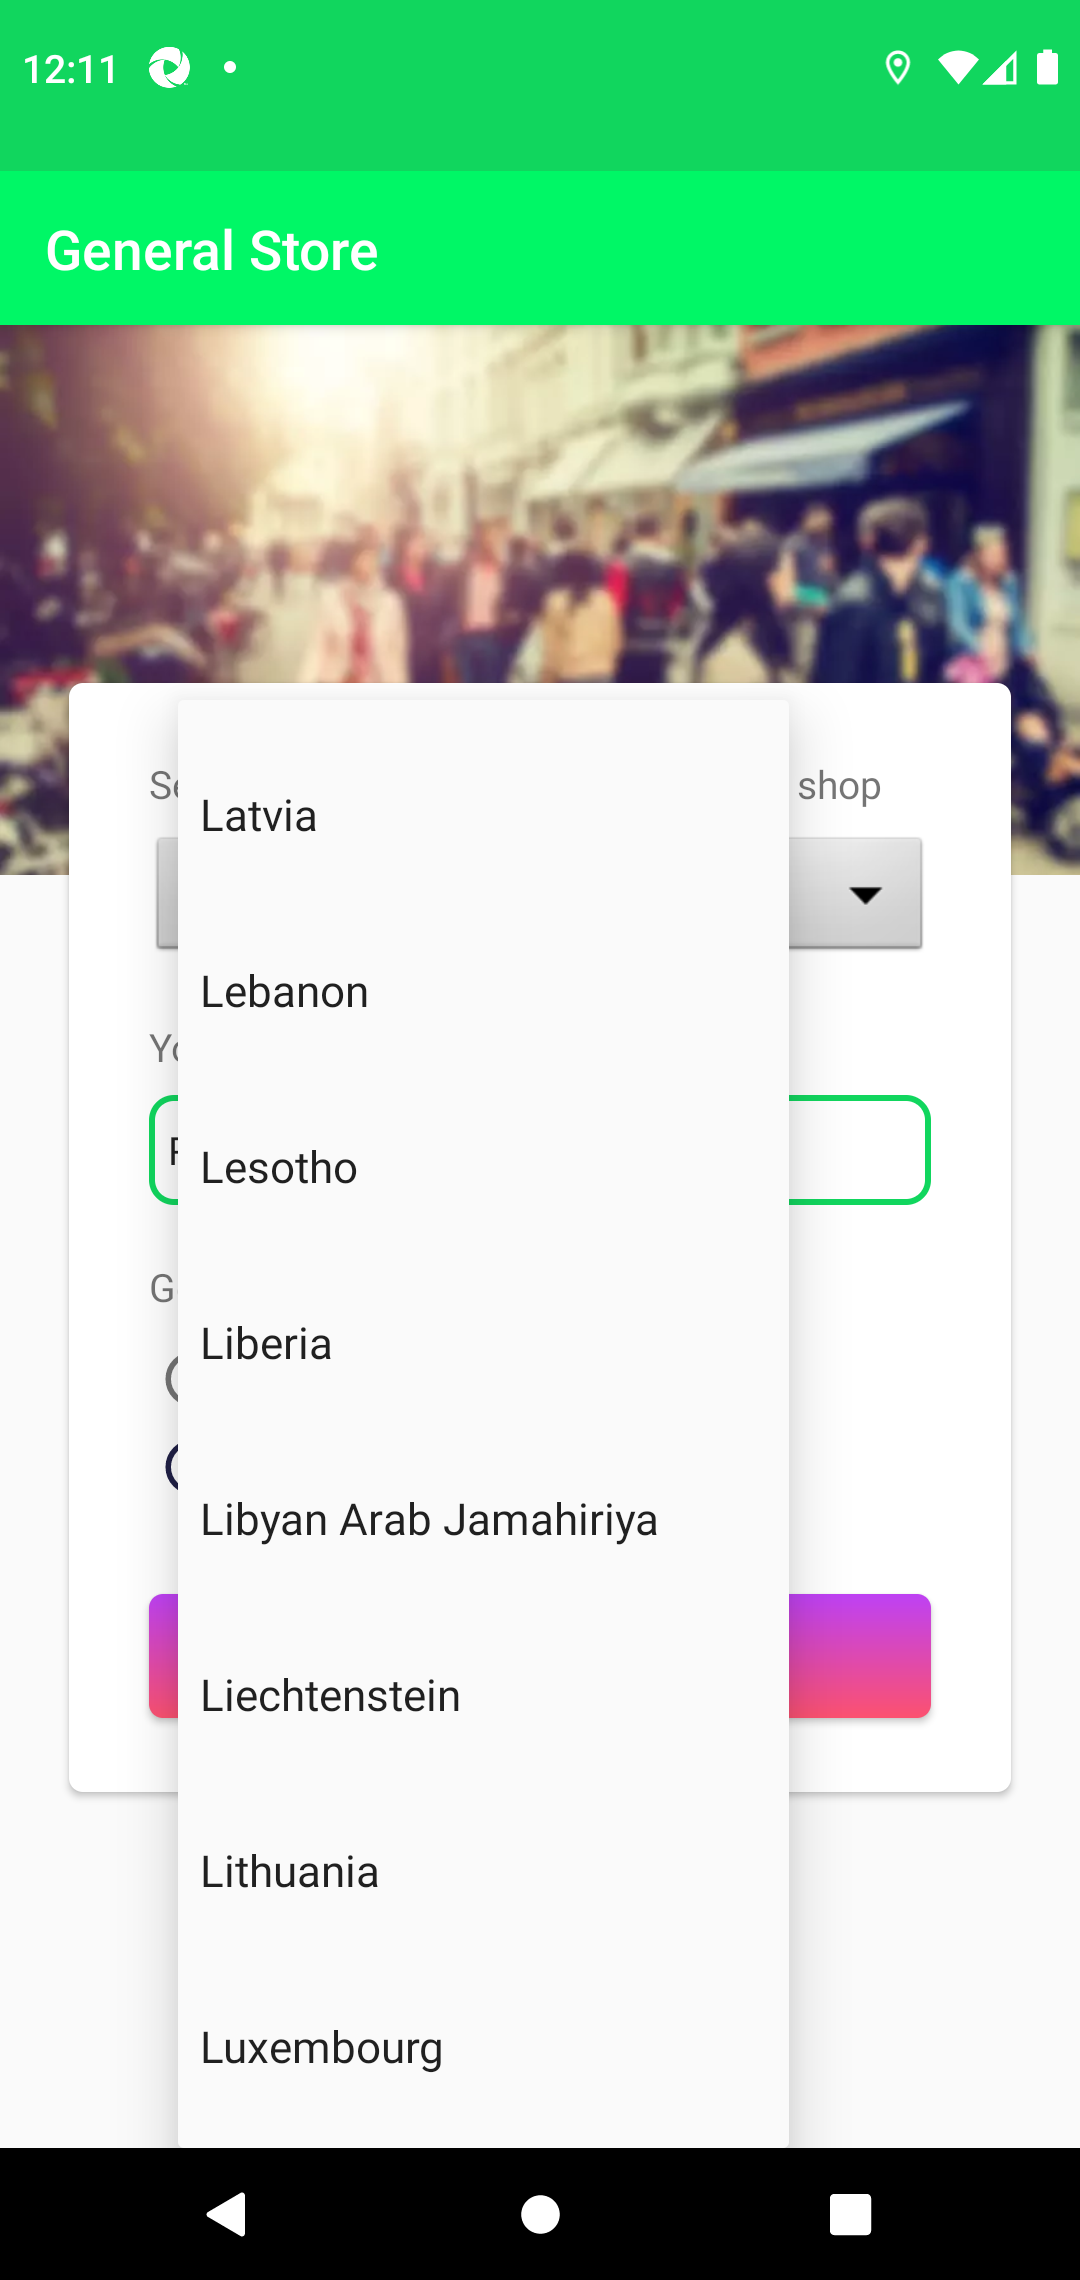 12:11
General Store
Se
shop
Latvia
Lebanon
Yo
Lesotho
G
Liberia
Libyan Arab Jamahiriya
Liechtenstein
Lithuania
Luxembourg